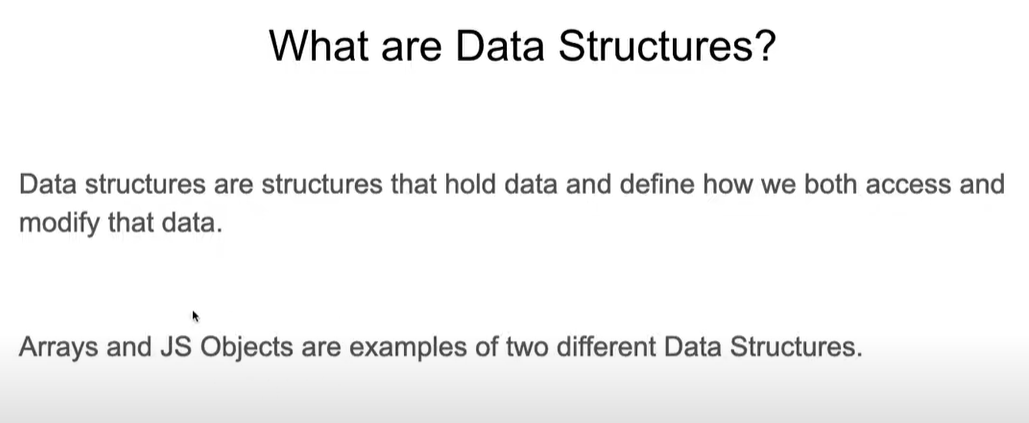 What are Data Structures?
Data structures are structures that hold data and define how we both access and
modify that data.
Arrays and JS Objects are examples of two different Data Structures.